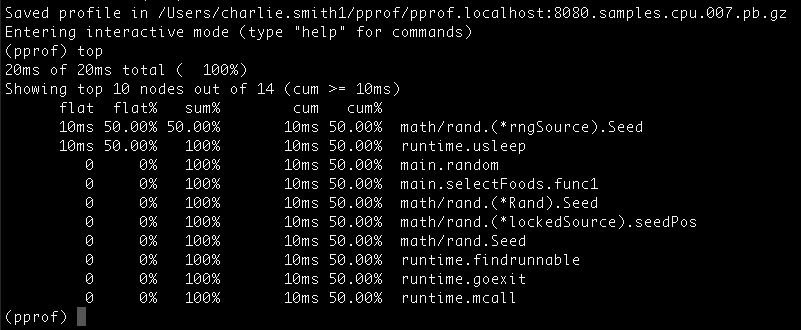 Saved profile in /Users/charlie.smith1/pprof/pprof.localhost:8080.samples.cpu.007.pb.gz
Entering interactive mode (type "help" for commands)
(pprof) top
20ms of 20ms total (  100%)
Showing top 10 nodes out of 14 (cum >= 10ms)
      flat  flat%   sum%        cum   cum%
      10ms 50.00% 50.00%       10ms 50.00%  math/rand.(*rngSource).Seed
      10ms 50.00%   100%       10ms 50.00%  runtime.usleep
         0     0%   100%       10ms 50.00%  main.random
         0     0%   100%       10ms 50.00%  main.selectFoods.func1
         0     0%   100%       10ms 50.00%  math/rand.(*Rand).Seed
         0     0%   100%       10ms 50.00%  math/rand.(*lockedSource).seedPos
         0     0%   100%       10ms 50.00%  math/rand.Seed
         0     0%   100%       10ms 50.00%  runtime.findrunnable
         0     0%   100%       10ms 50.00%  runtime.goexit
         0     0%   100%       10ms 50.00%  runtime.mcall
(pprof)